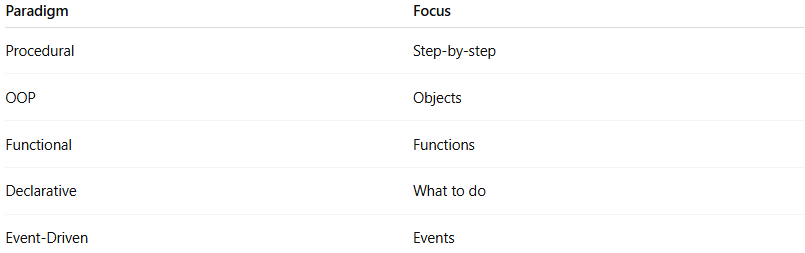 Paradigm Focus
Procedural Step-by-step
OOP Objects
Functional Functions
Declarative What to do
Event-Driven Events